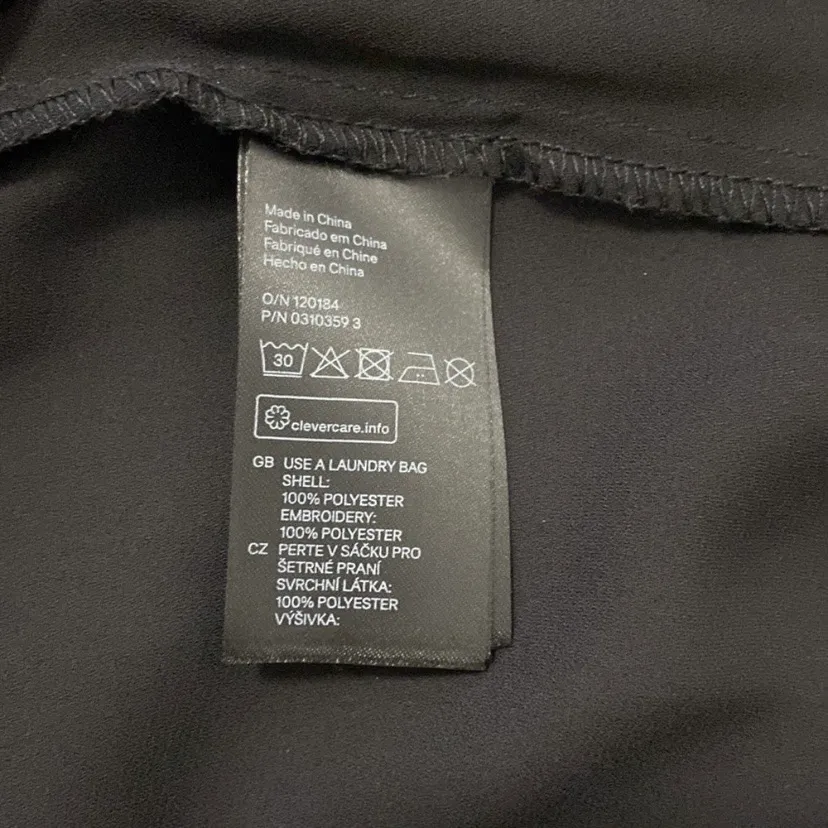 Made in China
Fabricado em China
Fabriqué en Chine
Hecho en China
O/N 120184
P/N 0310359 3
30
clevercare.info
GB USE A LAUNDRY BAG
SHELL:
100% POLYESTER
EMBROIDERY:
100% POLYESTER
CZ PERTE V SÁČKU PRO
ŠETRNÉ PRANÍ
SVRCHNÍ LÁTKA:
100% POLYESTER
VÝŠIVKA: